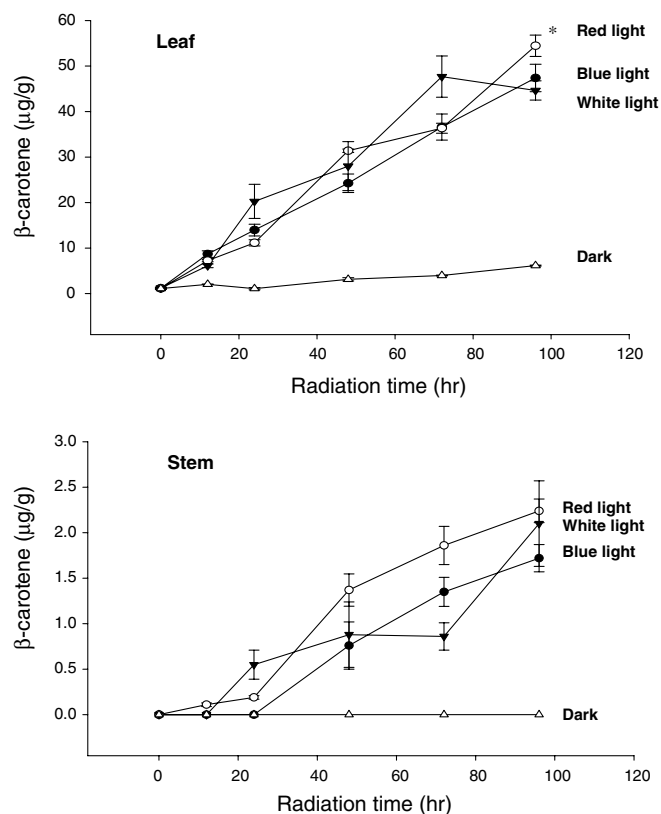 Leaf
*
Red light
Blue light
White light
Dark
β-carotene (µg/g)
60
50
40
30
20
10
0
0 20 40 60 80 100 120
Radiation time (hr)
Stem
Red light
White light
Blue light
Dark
β-carotene (µg/g)
3.0
2.5
2.0
1.5
1.0
0.5
0.0
0 20 40 60 80 100 120
Radiation time (hr)